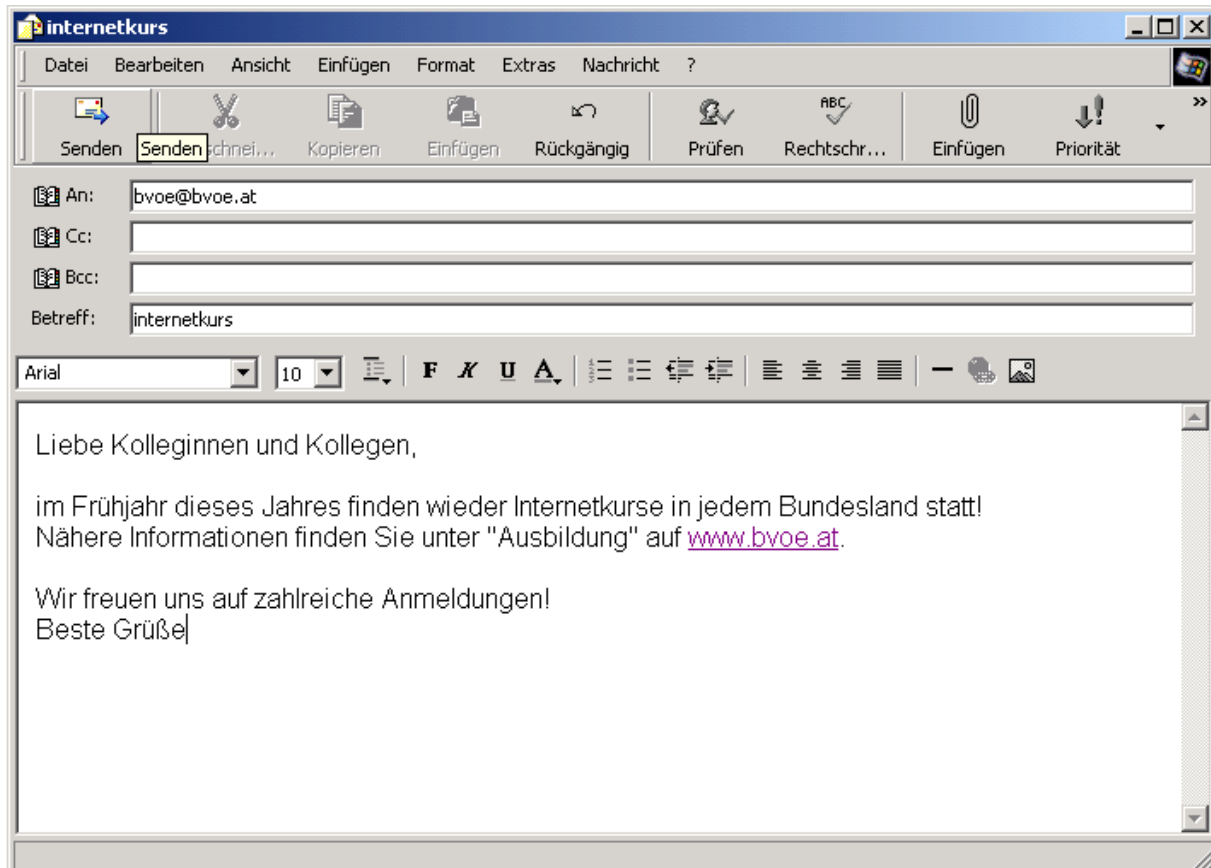 internetkurs
Datei Bearbeiten Ansicht Einfügen Format Extras Nachricht ?
ABC
Senden Senden schnei... Kopieren Einfügen Rückgängig Prüfen Rechtschr... Einfügen Priorität
An: bvoe@bvoe.at
Cc:
Bcc:
Betreff: internetkurs
Arial 10 F K U A
Liebe Kolleginnen und Kollegen,
im Frühjahr dieses Jahres finden wieder Internetkurse in jedem Bundesland statt!
Nähere Informationen finden Sie unter "Ausbildung" auf www.bvoe.at.
Wir freuen uns auf zahlreiche Anmeldungen!
Beste Grüße